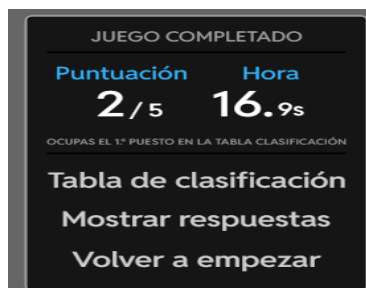 JUEGO COMPLETADO
Puntuación Hora
2/5 16.9s
OCUPAS EL 1.º PUESTO EN LA TABLA CLASIFICACIÓN
Tabla de clasificación
Mostrar respuestas
Volver a empezar